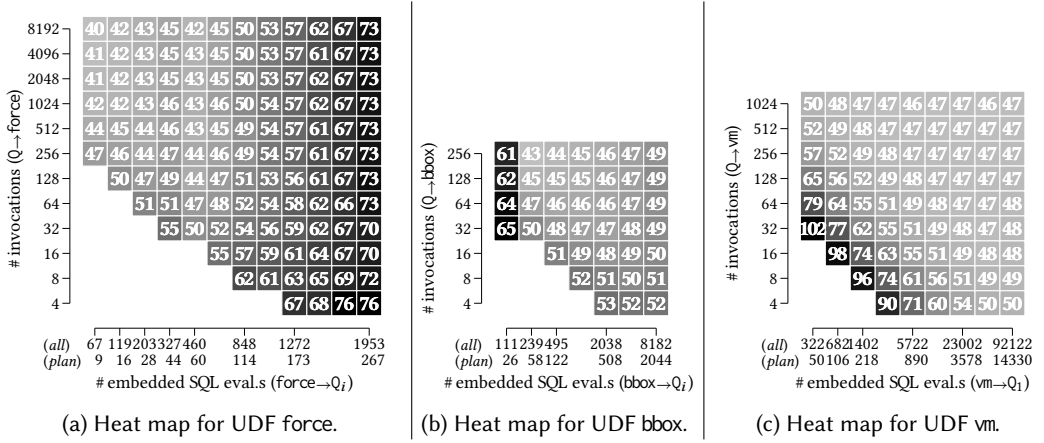 # invocations (Q→force)
8192 40 42 43 45 42 45 50 53 57 62 67 73
4096 41 42 43 45 43 45 50 53 57 61 67 73
2048 41 42 43 45 43 45 50 53 57 62 67 73
1024 42 42 43 46 43 46 50 54 57 62 67 73
512 44 45 44 46 43 45 49 54 57 61 67 73
256 47 46 44 47 44 46 49 54 57 61 67 73
128 50 47 49 44 47 51 53 56 61 67 73
64 51 51 47 48 52 54 58 62 66 73
32 55 50 52 54 56 59 62 67 70
16 55 57 59 61 64 67 70
8 62 61 63 65 69 72
4 67 68 76 76
(all) 67 119 203 327 460 848 1272 1953
(plan) 9 16 28 44 60 114 173 267
# embedded SQL eval.s (force→Qi)
(a) Heat map for UDF force.
# invocations (Q→bbox)
256 61 43 44 45 46 47 49
128 62 45 45 45 46 47 49
64 64 47 46 46 46 47 49
32 65 50 48 47 47 48 49
16 51 49 48 49 50
8 52 51 50 51
4 53 52 52
(all) 111 239 495 2038 8182
(plan) 26 58 122 508 2044
# embedded SQL eval.s (bbox→Qi)
(b) Heat map for UDF bbox.
# invocations (Q→vm)
1024 50 48 47 47 46 47 47 46 47
512 52 49 48 47 47 47 47 47 47
256 57 52 49 48 47 47 47 47 47
128 65 56 52 49 48 47 47 47 47
64 79 64 55 51 49 48 47 47 48
32 102 77 62 55 51 49 48 47 48
16 98 74 63 55 51 49 48 48
8 96 74 61 56 51 49 49
4 90 71 60 54 50 50
(all) 322 682 1402 5722 23002 92122
(plan) 50 106 218 890 3578 14330
# embedded SQL eval.s (vm→Q1)
(c) Heat map for UDF vm.